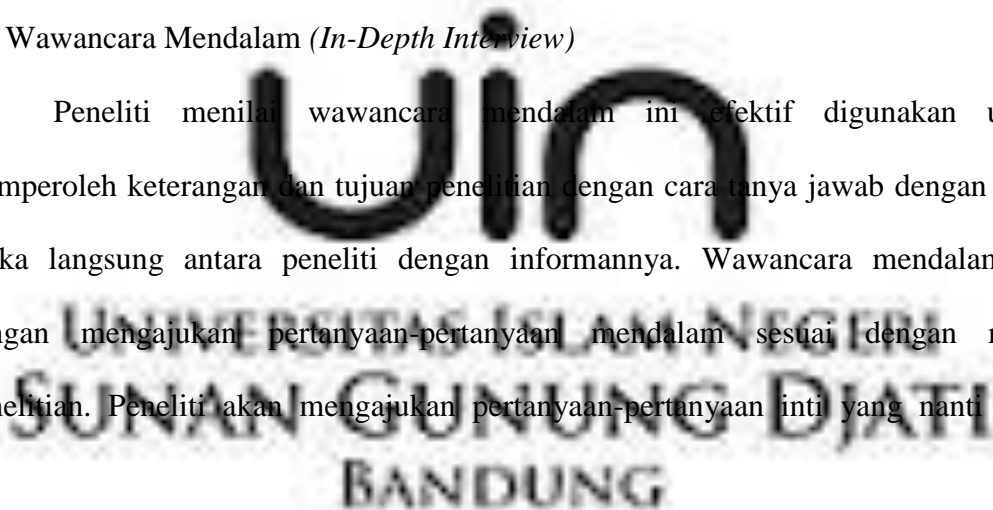 Wawancara Mendalam (In-Depth Interview)
Peneliti menilai wawancara mendalam ini efektif digunakan u
mperoleh keterangan dan tujuan penelitian dengan cara tanya jawab dengan
ka langsung antara peneliti dengan informannya. Wawancara mendalam
ngan mengajukan pertanyaan-pertanyaan mendalam sesuai dengan
nelitian. Peneliti akan mengajukan pertanyaan-pertanyaan inti yang nanti
uin
UNIVERSITAS ISLAM NEGERI
SUNAN GUNUNG DJATI
BANDUNG